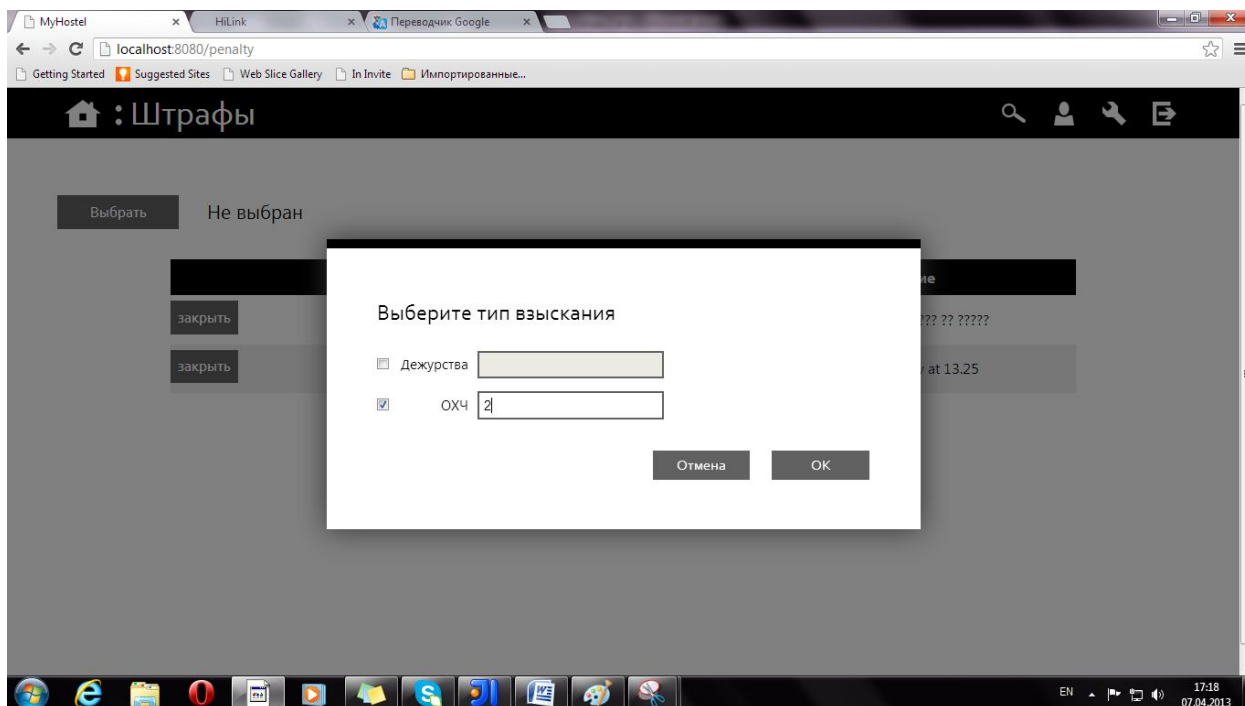 MyHostel x HiLink x Переводчик Google x
localhost:8080/penalty
Getting Started Suggested Sites Web Slice Gallery In Invite Импортированные...
: Штрафы
Выбрать Не выбран
ие
Выберите тип взыскания
закрыть ??? ?? ?????
Дежурства
закрыть at 13.25
ОХЧ 2
Отмена OK
EN 17:18
07.04.2013